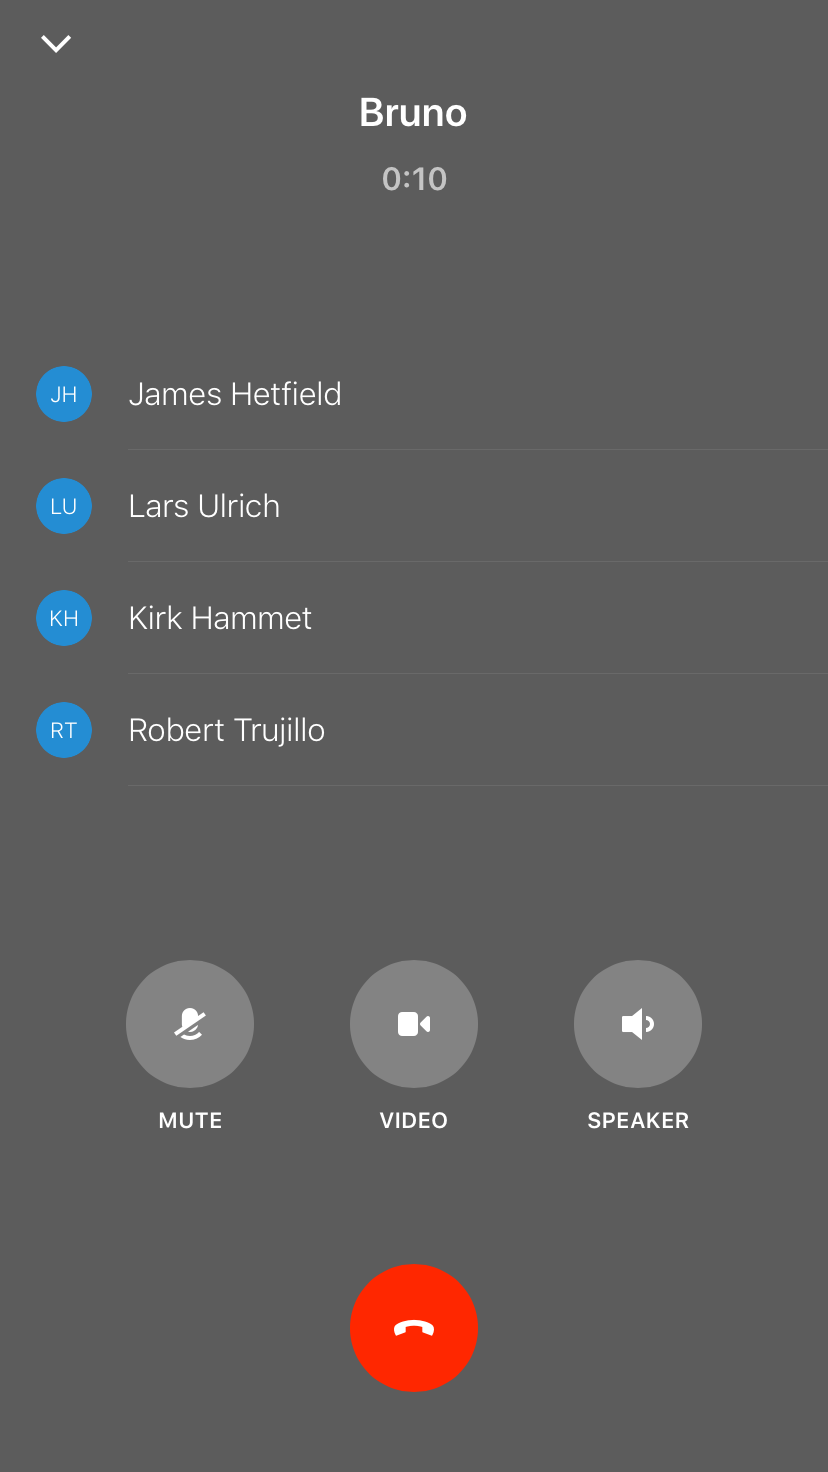 Bruno
0:10
JH James Hetfield
LU Lars Ulrich
KH Kirk Hammet
RT Robert Trujillo
MUTE VIDEO SPEAKER